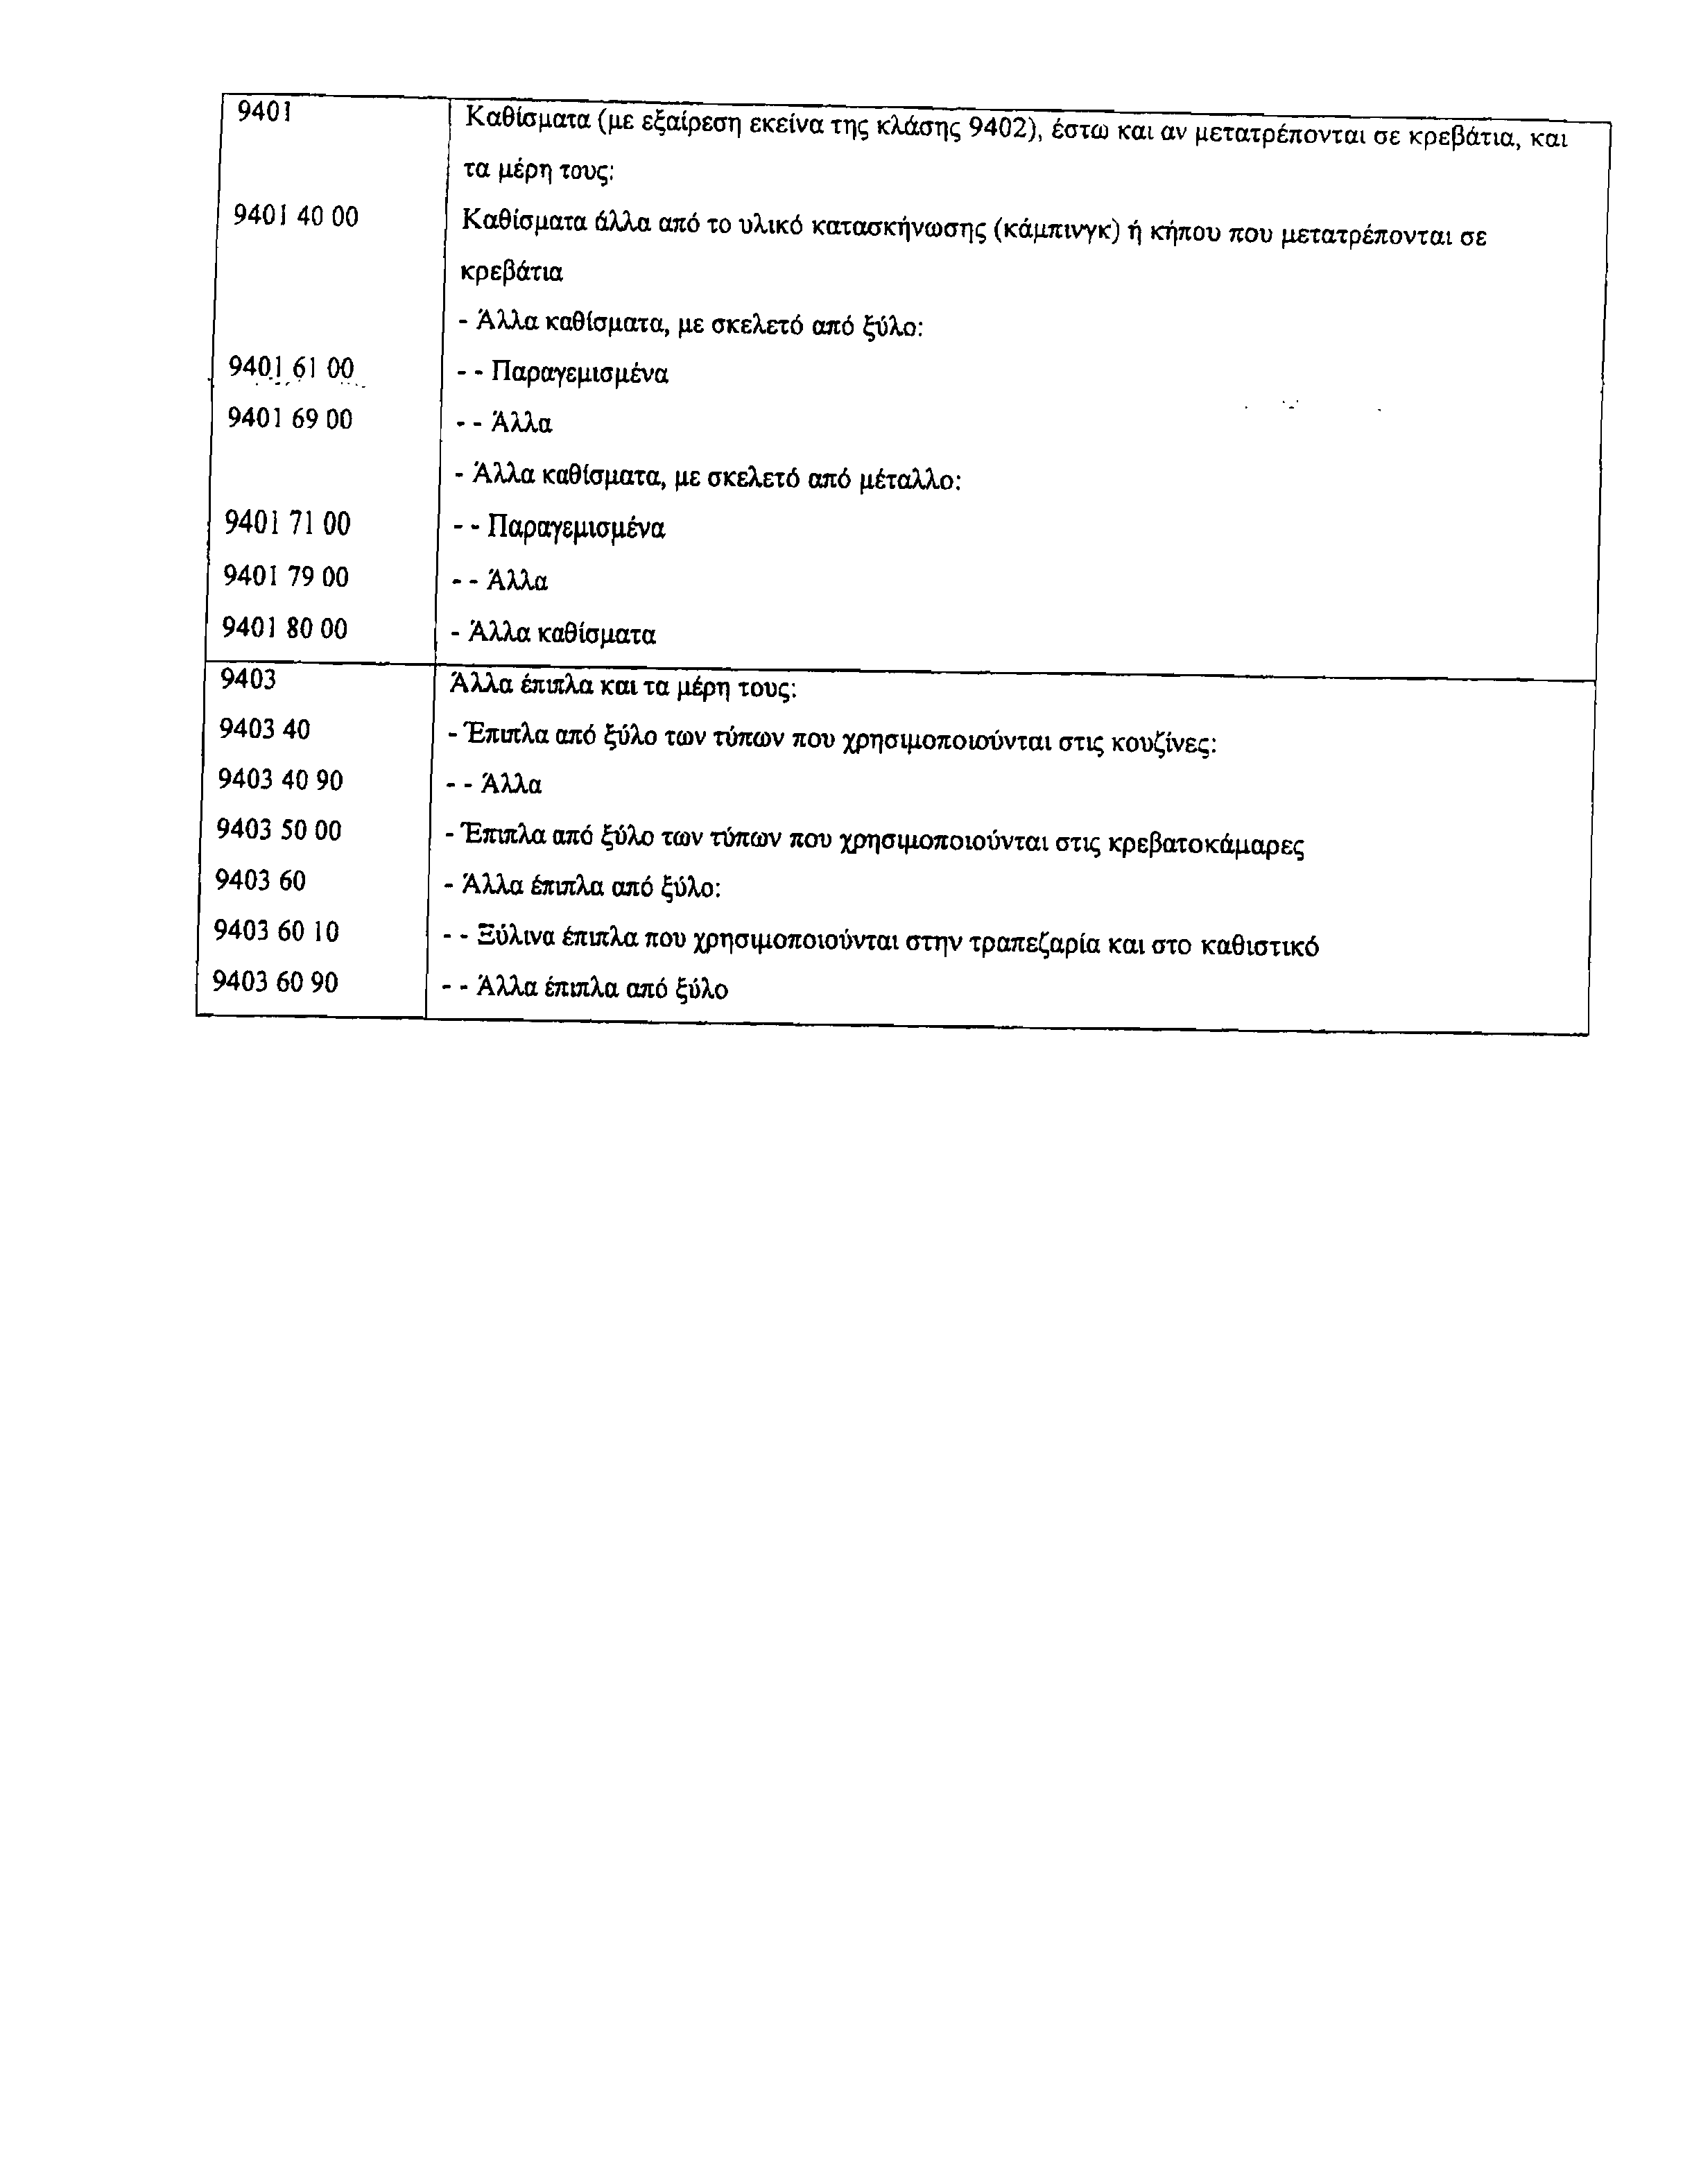 9401 Καθίσματα (με εξαίρεση εκείνα της κλάσης 9402), έστω και αν μετατρέπονται σε κρεβάτια, και
τα μέρη τους:
9401 40 00 Καθίσματα άλλα από το υλικό κατασκήνωσης (κάμπινγκ) ή κήπου που μετατρέπονται σε
κρεβάτια
- Άλλα καθίσματα, με σκελετό από ξύλο:
9401 61 00 - - Παραγεμισμένα
9401 69 00 - - Άλλα
- Άλλα καθίσματα, με σκελετό από μέταλλο:
9401 71 00 - - Παραγεμισμένα
9401 79 00 - - Άλλα
9401 80 00 - Άλλα καθίσματα
9403 Άλλα έπιπλα και τα μέρη τους:
9403 40 - Έπιπλα από ξύλο των τύπων που χρησιμοποιούνται στις κουζίνες:
9403 40 90 - - Άλλα
9403 50 00 - Έπιπλα από ξύλο των τύπων που χρησιμοποιούνται στις κρεβατοκάμαρες
9403 60 - Άλλα έπιπλα από ξύλο:
9403 60 10 - - Ξύλινα έπιπλα που χρησιμοποιούνται στην τραπεζαρία και στο καθιστικό
9403 60 90 - - Άλλα έπιπλα από ξύλο